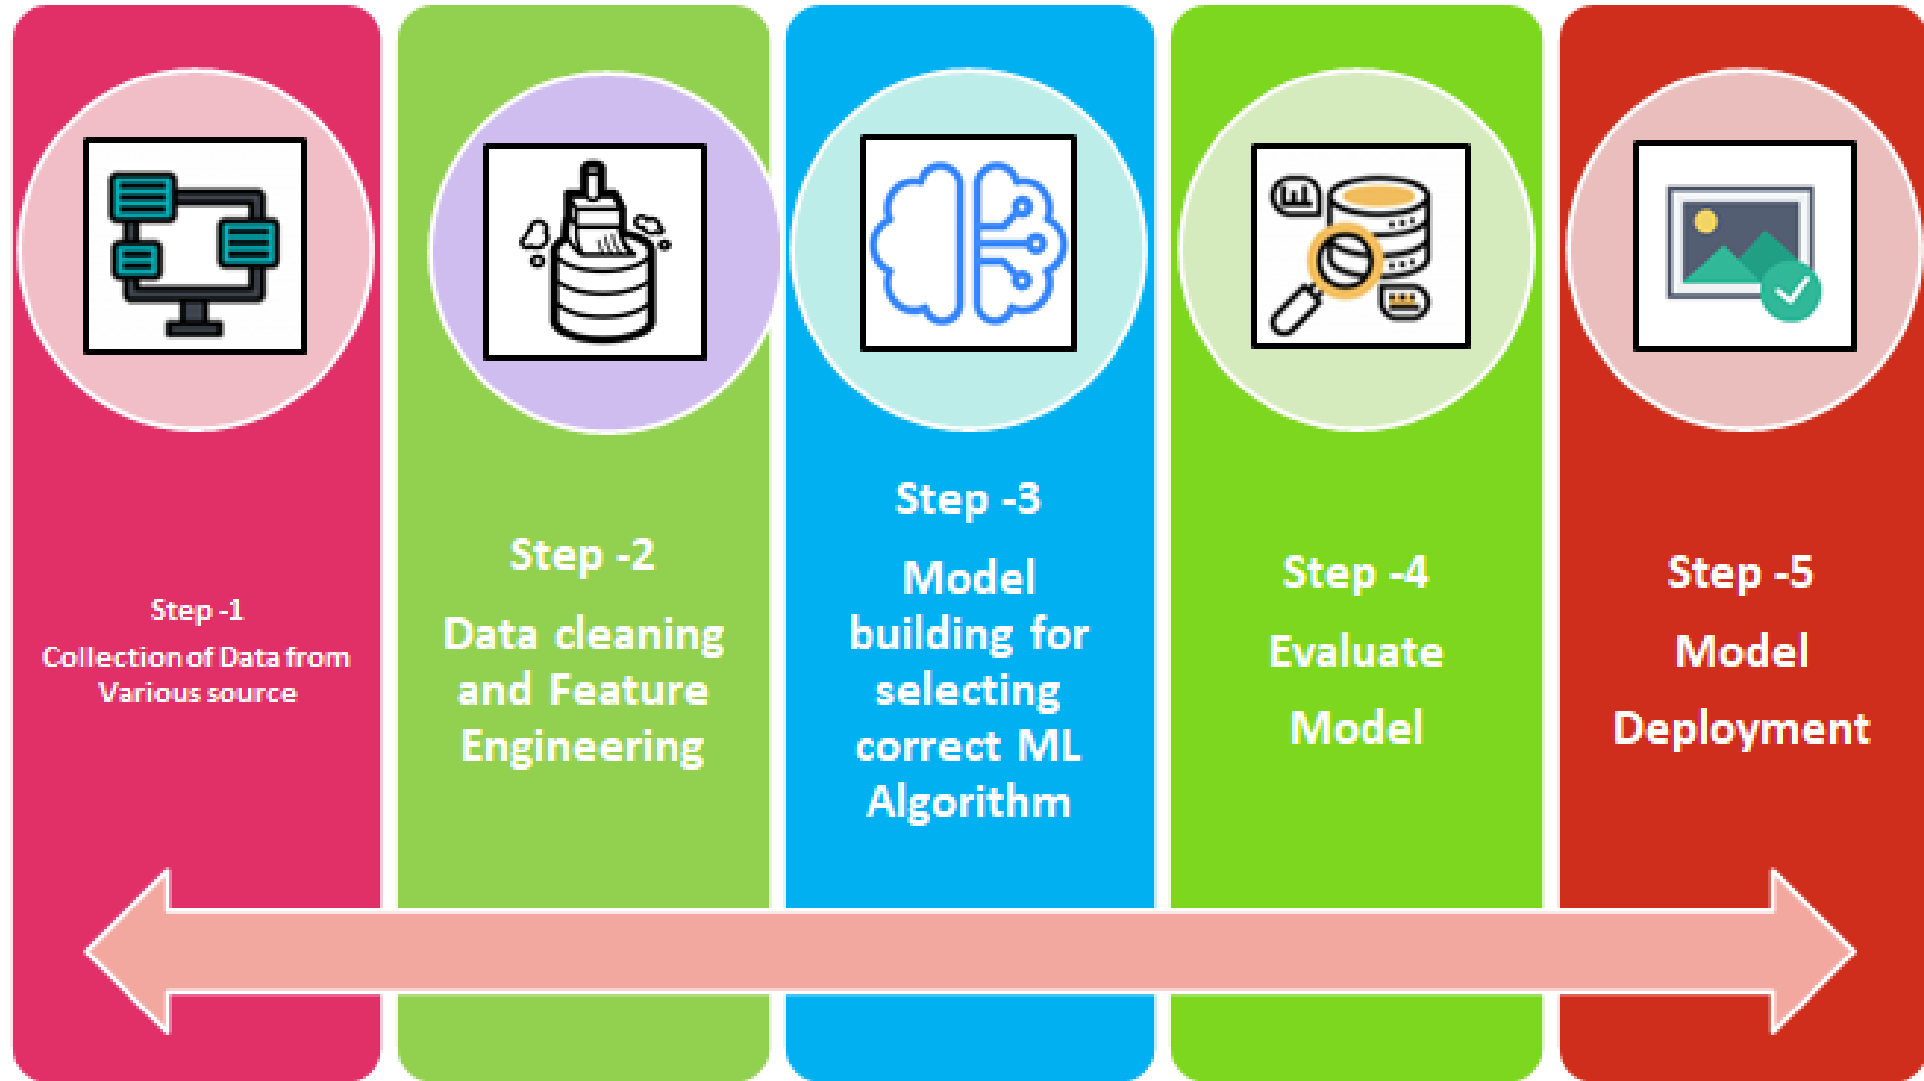 Step -1
Collection of Data from
Various source
Step -2
Data cleaning
and Feature
Engineering
Step -3
Model
building for
selecting
correct ML
Algorithm
Step -4
Evaluate
Model
Step -5
Model
Deployment